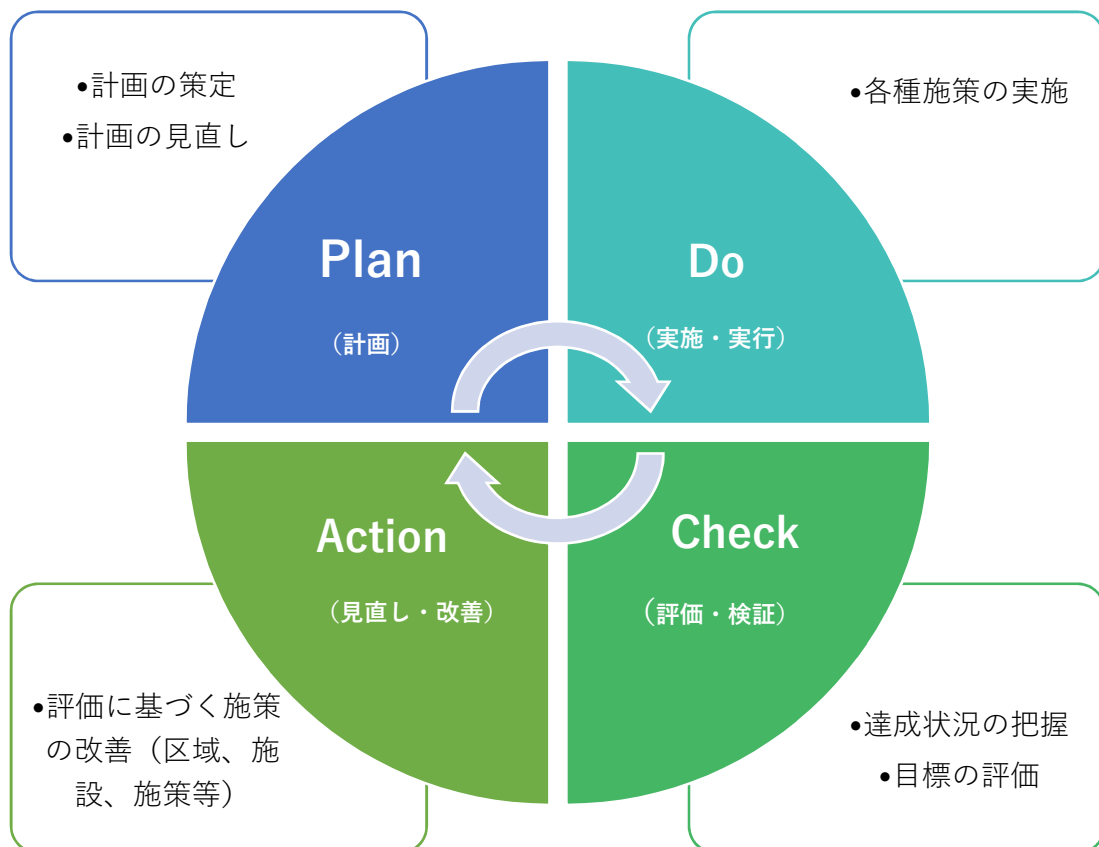 •計画の策定
•計画の見直し
•各種施策の実施
Plan
（計画）
Do
（実施・実行）
Action
（見直し・改善）
Check
（評価・検証）
•評価に基づく施策
の改善（区域、施
設、施策等）
•達成状況の把握
•目標の評価